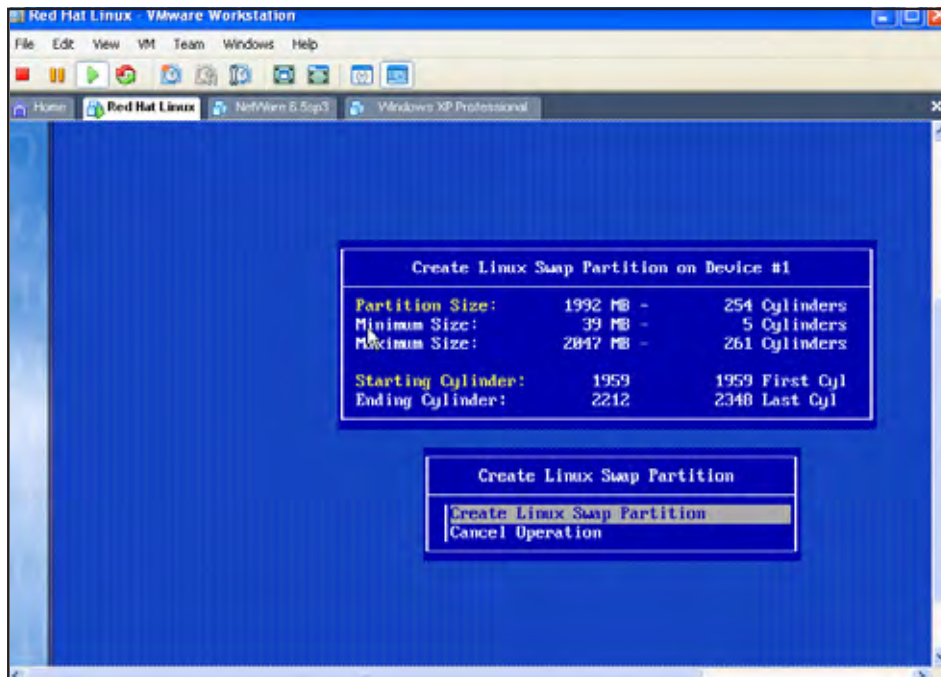 Red Hat Linux - VMware Workstation
File Edit View VM Team Windows Help
Home Red Hat Linux NetWare 6.5sp3 Windows XP Professional
Create Linux Swap Partition on Device #1
Partition Size: 1992 MB - 254 Cylinders
Minimum Size: 39 MB - 5 Cylinders
Maximum Size: 2047 MB - 261 Cylinders
Starting Cylinder: 1959 1959 First Cyl
Ending Cylinder: 2212 2348 Last Cyl
Create Linux Swap Partition
Create Linux Swap Partition
Cancel Operation